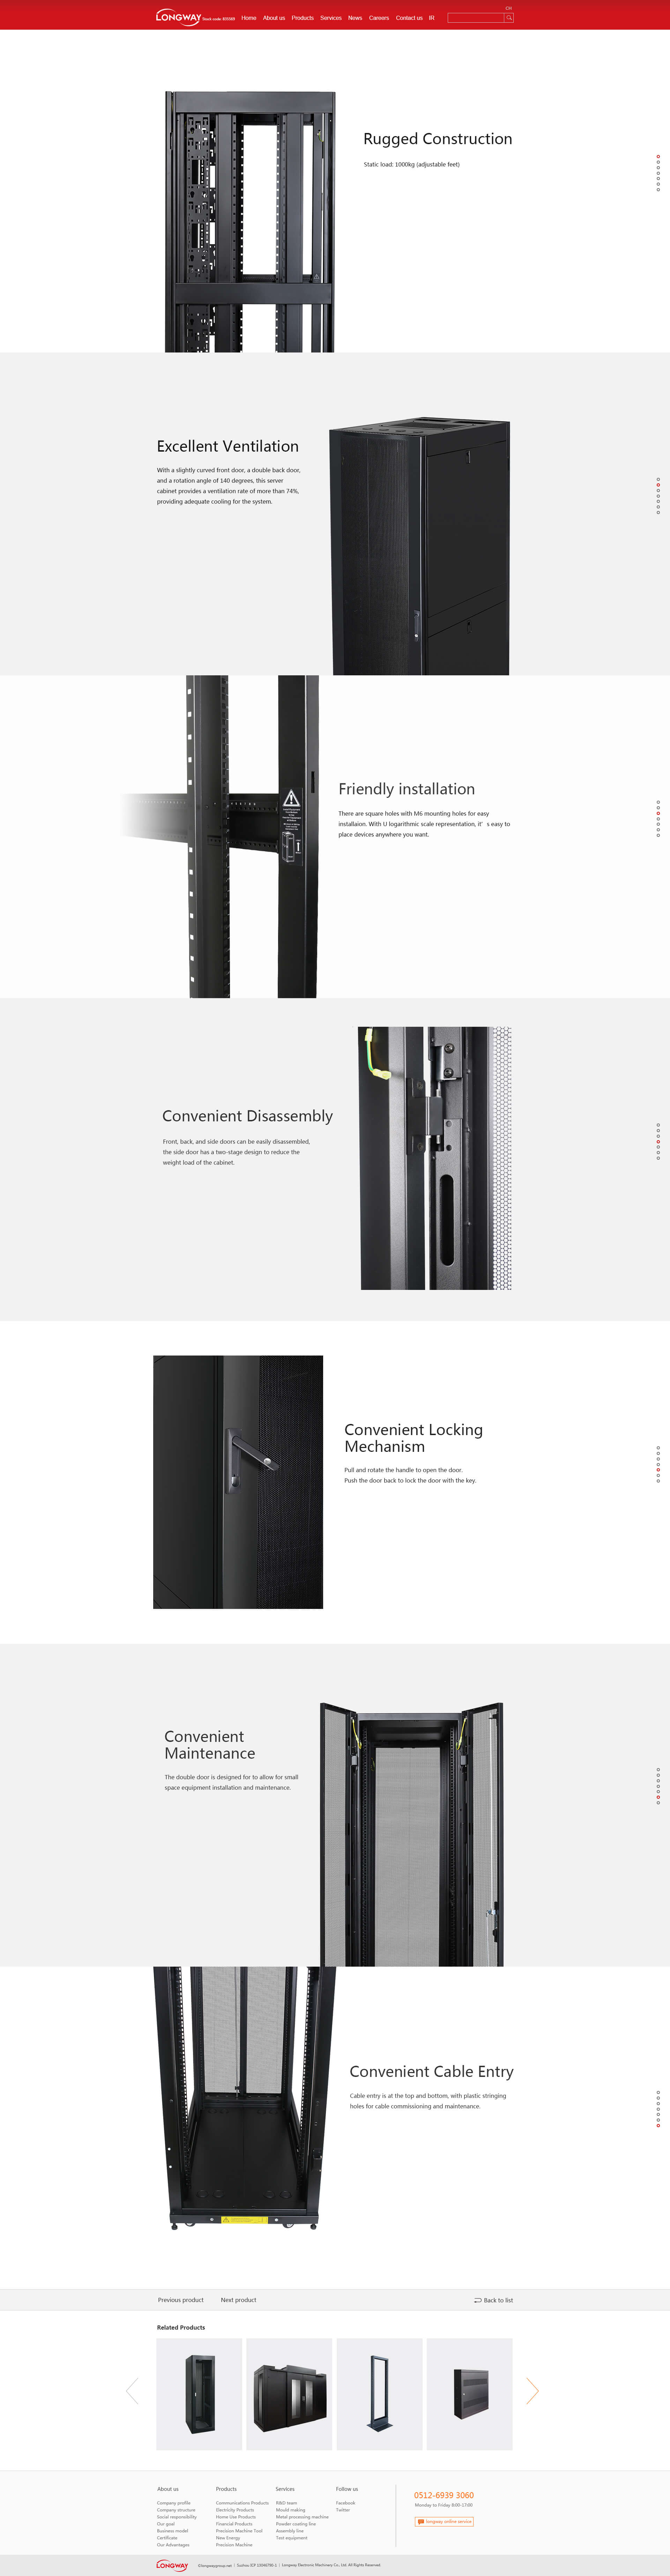 LONGWAY Stock code: 835589 Home About us Products Services News Careers Contact us IR
CH
Rugged Construction
Static load: 1000kg (adjustable feet)
Excellent Ventilation
With a slightly curved front door, a double back door,
and a rotation angle of 140 degrees, this server
cabinet provides a ventilation rate of more than 74%,
providing adequate cooling for the system.
Friendly installation
There are square holes with M6 mounting holes for easy
installaion. With U logarithmic scale representation, it’ s easy to
place devices anywhere you want.
Convenient Disassembly
Front, back, and side doors can be easily disassembled,
the side door has a two-stage design to reduce the
weight load of the cabinet.
Convenient Locking
Mechanism
Pull and rotate the handle to open the door.
Push the door back to lock the door with the key.
Convenient
Maintenance
The double door is designed for to allow for small
space equipment installation and maintenance.
Convenient Cable Entry
Cable entry is at the top and bottom, with plastic stringing
holes for cable commissioning and maintenance.
Previous product Next product Back to list
Related Products
About us
Company profile
Company structure
Social responsibility
Our goal
Business model
Certificate
Our Advantages
Products
Communications Products
Electricity Products
Home-Use Products
Financial Products
Precision Machine Tool
New Energy
Precision Machine
Services
R&D team
Mould making
Metal processing machine
Powder coating line
Assembly line
Test equipment
Follow us
Facebook
Twitter
0512-6939 3060
Monday to Friday 8:00-17:00
longway online service
LONGWAY ©longwaygroup.net | Suzhou ICP 13046796-1 | Longway Electronic Machinery Co., Ltd. All Rights Reserved.